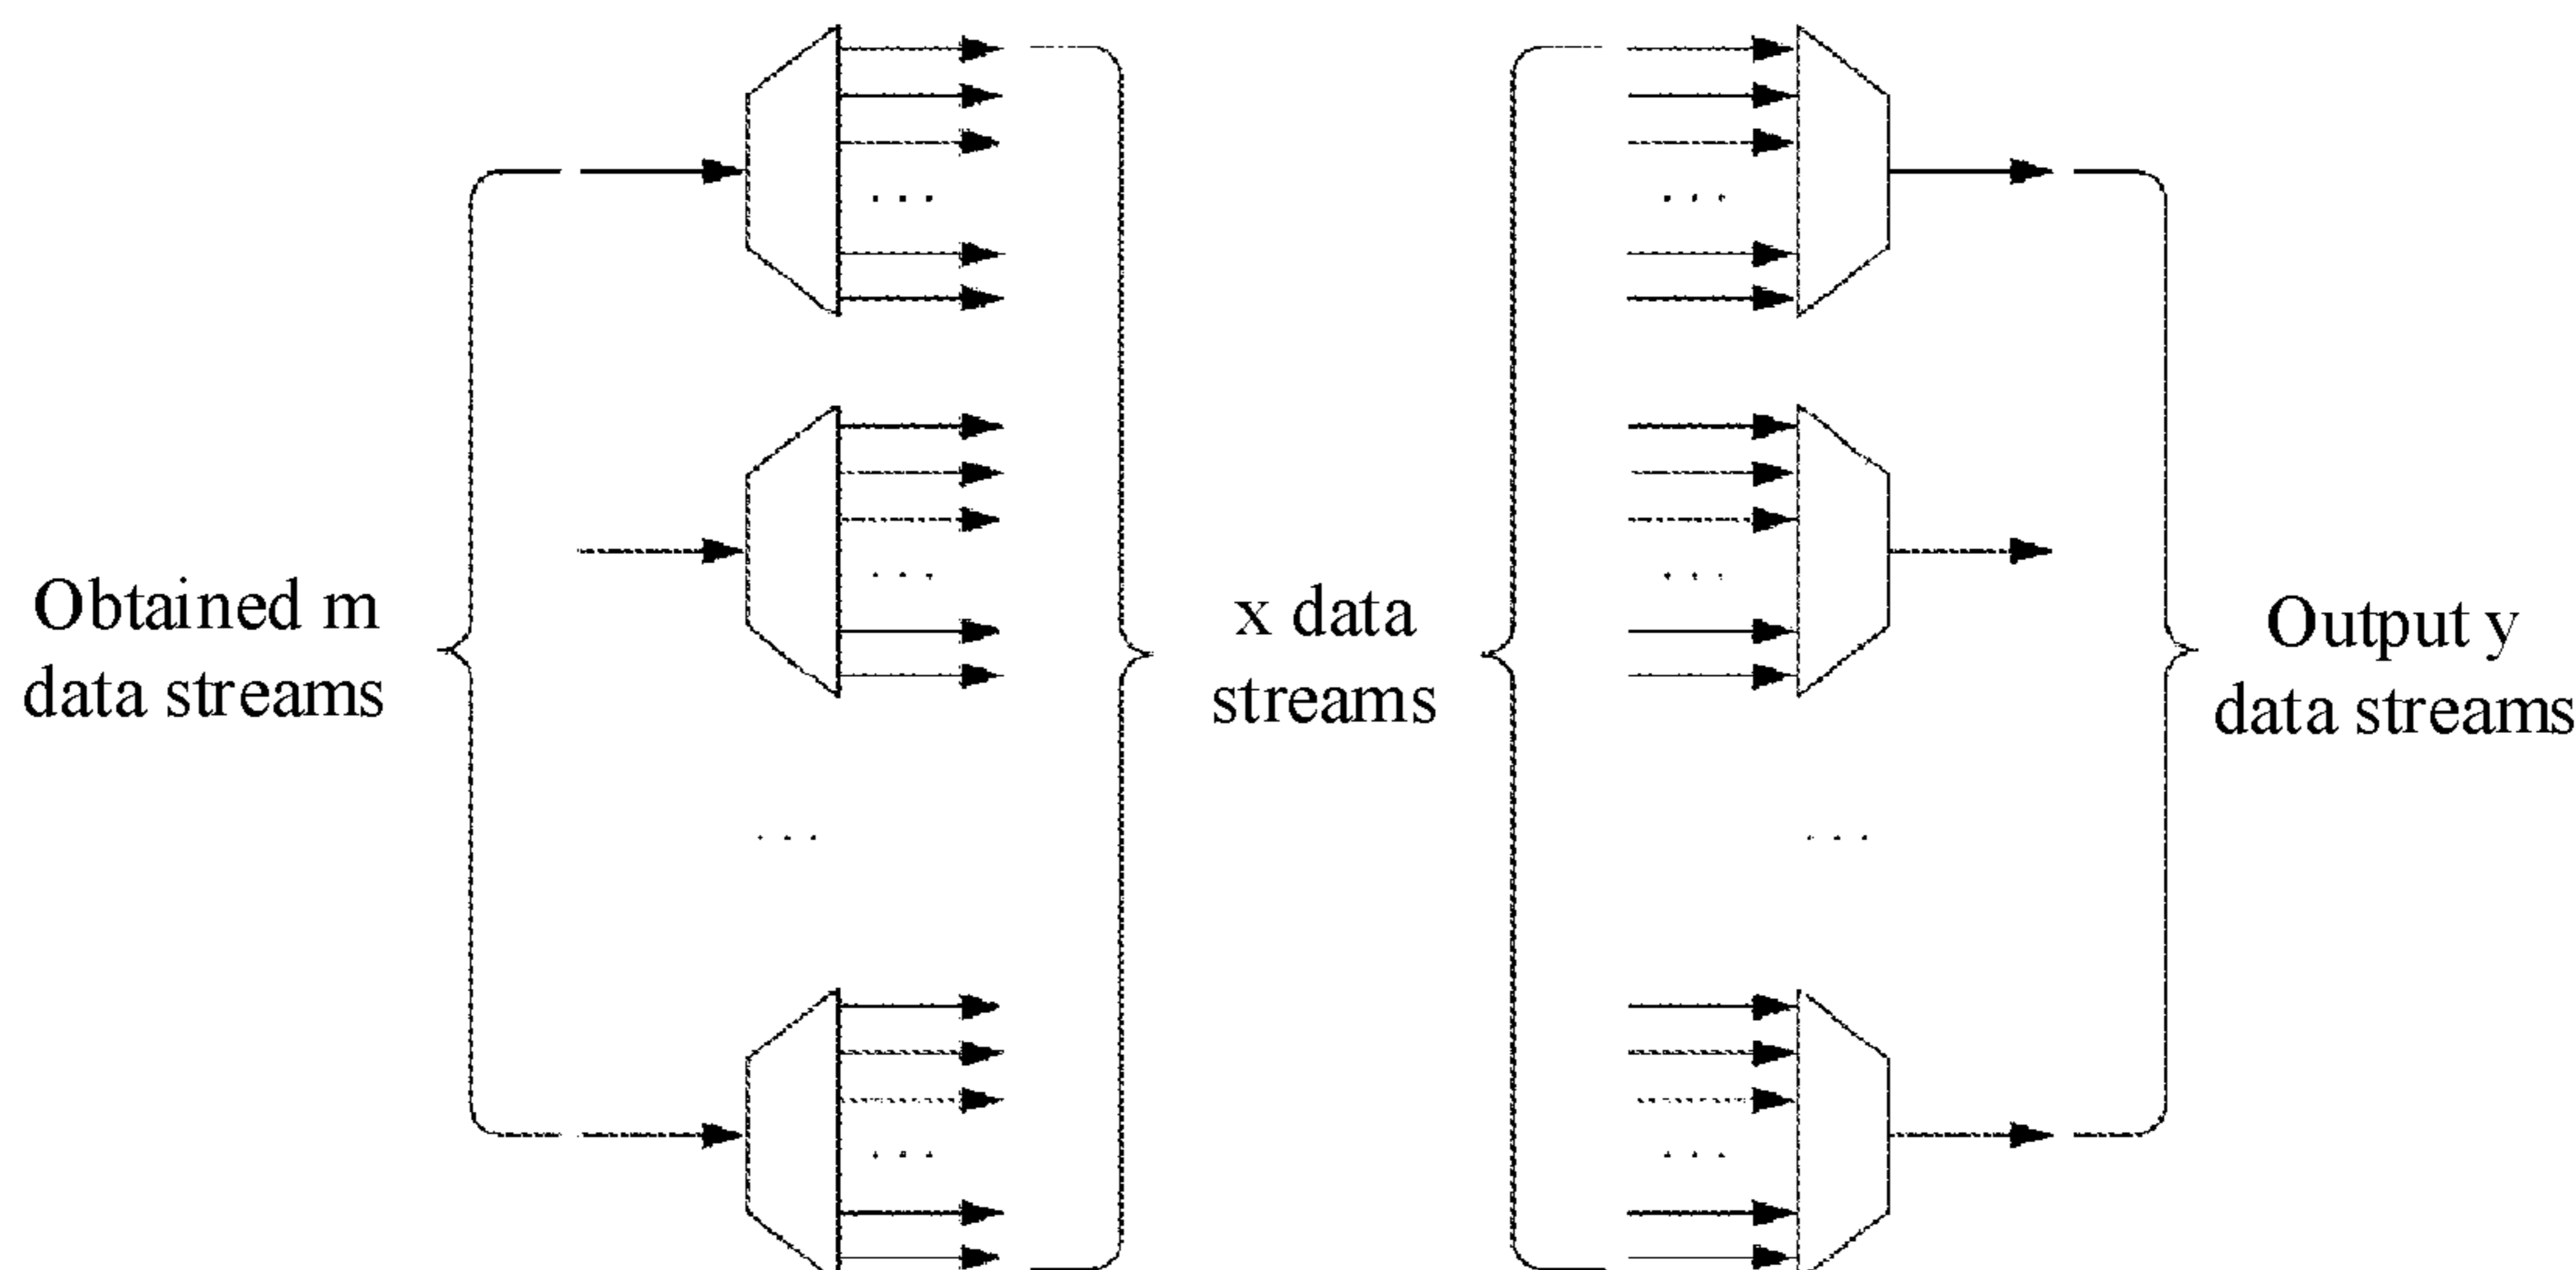 Obtained m
data streams
x data
streams
Output y
data streams